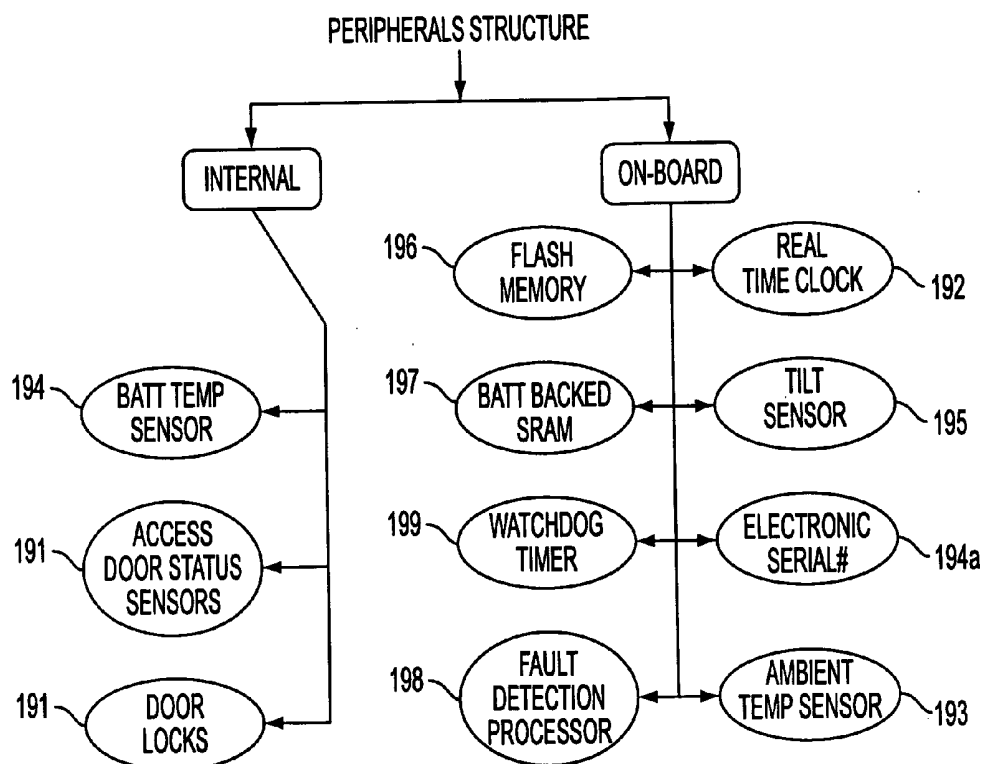 PERIPHERALS STRUCTURE
INTERNAL
ON-BOARD
196
FLASH
MEMORY
REAL
TIME CLOCK
192
194
BATT TEMP
SENSOR
197
BATT BACKED
SRAM
TILT
SENSOR
195
191
ACCESS
DOOR STATUS
SENSORS
199
WATCHDOG
TIMER
ELECTRONIC
SERIAL#
194a
191
DOOR
LOCKS
198
FAULT
DETECTION
PROCESSOR
AMBIENT
TEMP SENSOR
193